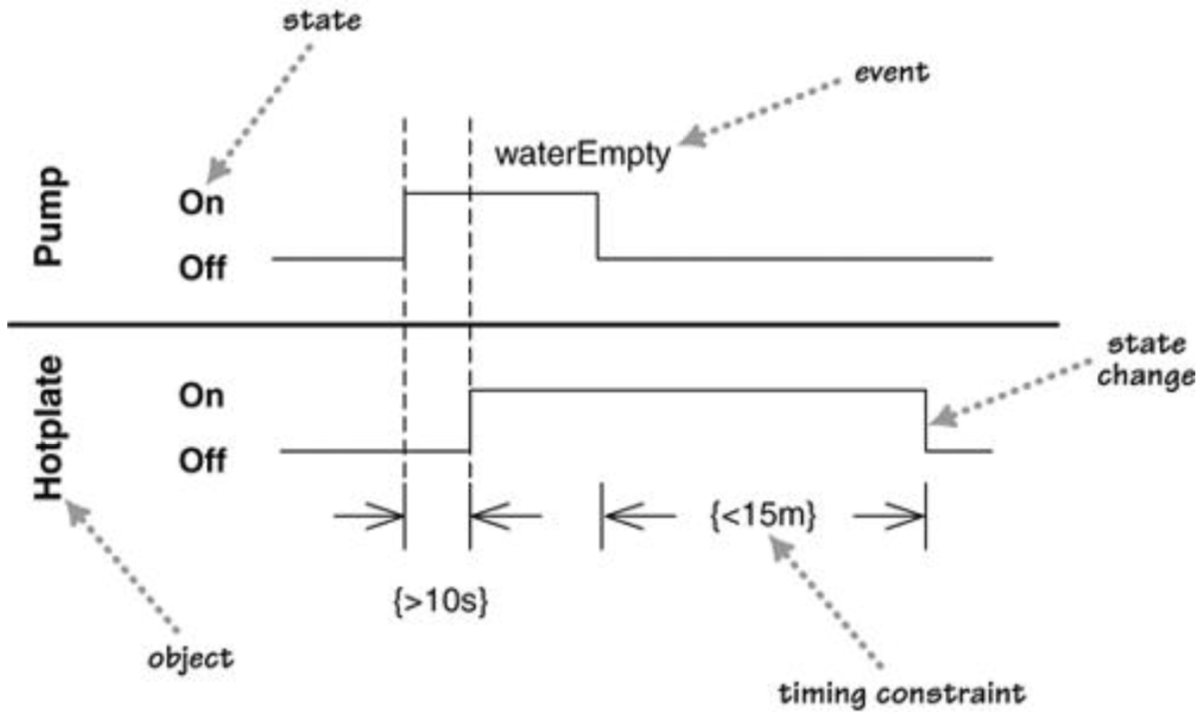 state
event
waterEmpty
Pump
On
Off
state
change
Hotplate
On
Off
{<15m}
{>10s}
object
timing constraint